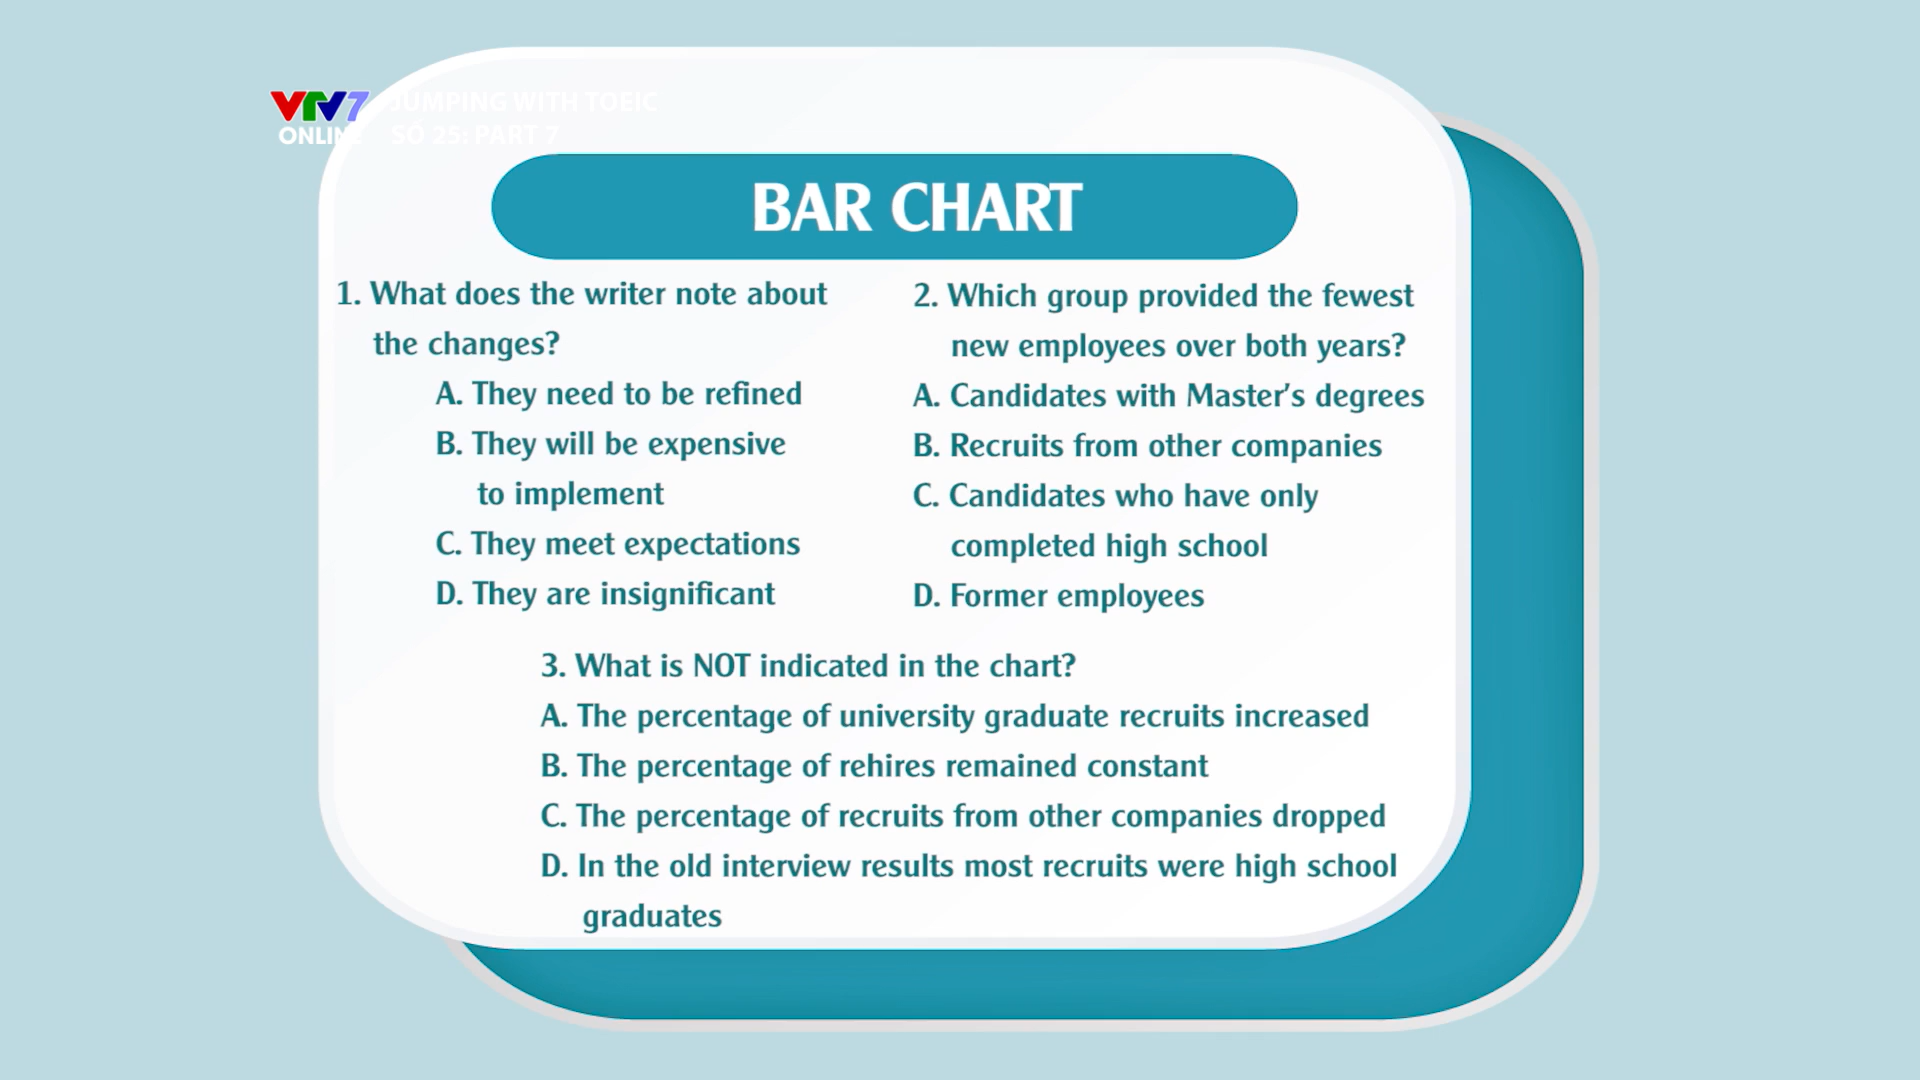 VTV7
ONLINE
JUMPING WITH TOEIC
SỐ 25: PART 7
BAR CHART
1. What does the writer note about
the changes?
A. They need to be refined
B. They will be expensive
to implement
C. They meet expectations
D. They are insignificant
2. Which group provided the fewest
new employees over both years?
A. Candidates with Master's degrees
B. Recruits from other companies
C. Candidates who have only
completed high school
D. Former employees
3. What is NOT indicated in the chart?
A. The percentage of university graduate recruits increased
B. The percentage of rehires remained constant
C. The percentage of recruits from other companies dropped
D. In the old interview results most recruits were high school
graduates